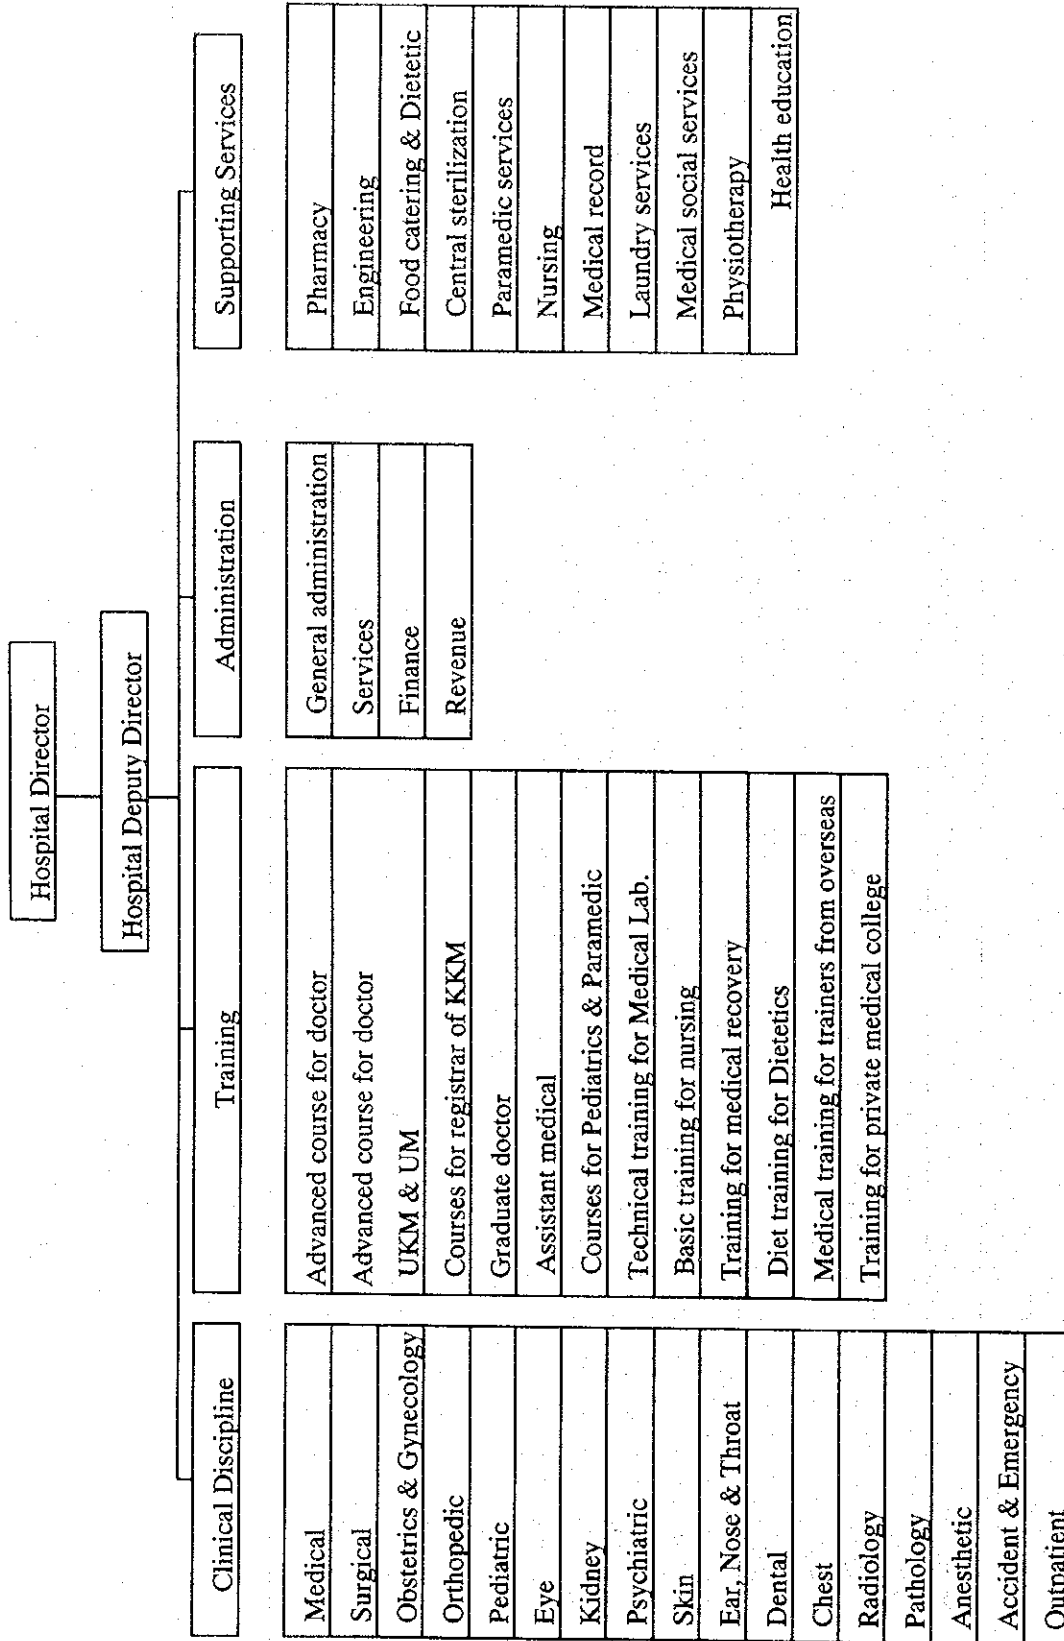 Hospital Director
Hospital Deputy Director
Clinical Discipline
Medical
Surgical
Obstetrics & Gynecology
Orthopedic
Pediatric
Eye
Kidney
Psychiatric
Skin
Ear, Nose & Throat
Dental
Chest
Radiology
Pathology
Anesthetic
Accident & Emergency
Outpatient
Training
Advanced course for doctor
Advanced course for doctor
UKM & UM
Courses for registrar of KKM
Graduate doctor
Assistant medical
Courses for Pediatrics & Paramedic
Technical training for Medical Lab.
Basic training for nursing
Training for medical recovery
Diet training for Dietetics
Medical training for trainers from overseas
Training for private medical college
Administration
General administration
Services
Finance
Revenue
Supporting Services
Pharmacy
Engineering
Food catering & Dietetic
Central sterilization
Paramedic services
Nursing
Medical record
Laundry services
Medical social services
Physiotherapy
Health education